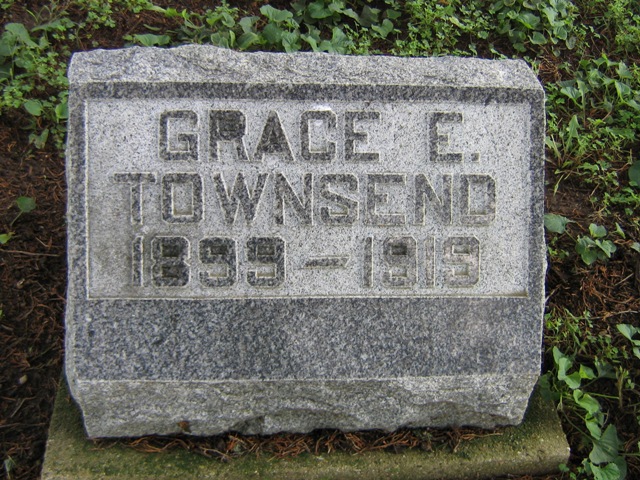 GRACE E.
TOWNSEND
1899 – 1919